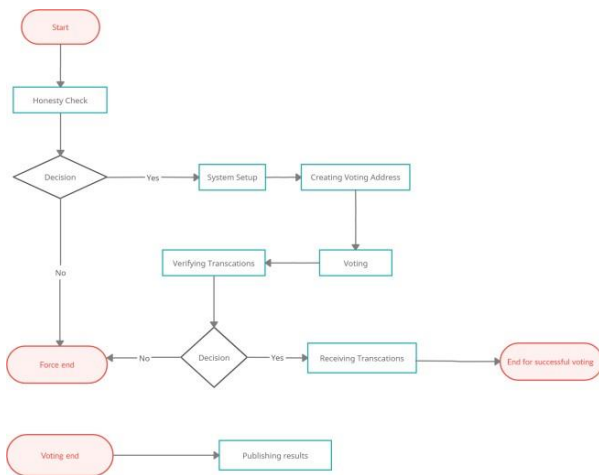 Start
Honesty Check
Decision
Yes
System Setup
Creating Voting Address
No
Verifying Transcations
Voting
Force end
No
Decision
Yes
Receiving Transcations
End for successful voting
Voting end
Publishing results